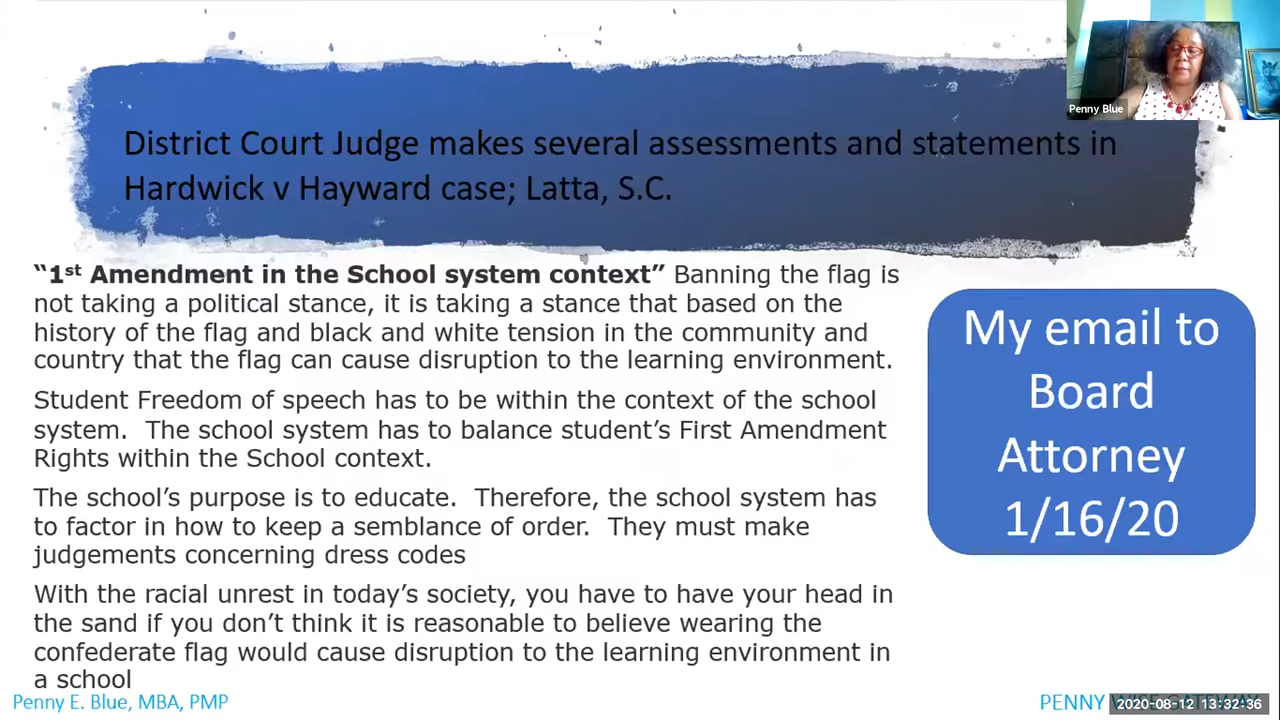 Penny Blue
District Court Judge makes several assessments and statements in
Hardwick v Hayward case; Latta, S.C.
“1st Amendment in the School system context” Banning the flag is
not taking a political stance, it is taking a stance that based on the
history of the flag and black and white tension in the community and
country that the flag can cause disruption to the learning environment.
Student Freedom of speech has to be within the context of the school
system.  The school system has to balance student’s First Amendment
Rights within the School context.
The school’s purpose is to educate.  Therefore, the school system has
to factor in how to keep a semblance of order.  They must make
judgements concerning dress codes
With the racial unrest in today’s society, you have to have your head in
the sand if you don’t think it is reasonable to believe wearing the
confederate flag would cause disruption to the learning environment in
a school
My email to
Board
Attorney
1/16/20
Penny E. Blue, MBA, PMP
PENNY WISE GATEWAY
2020-08-12 13:32:36